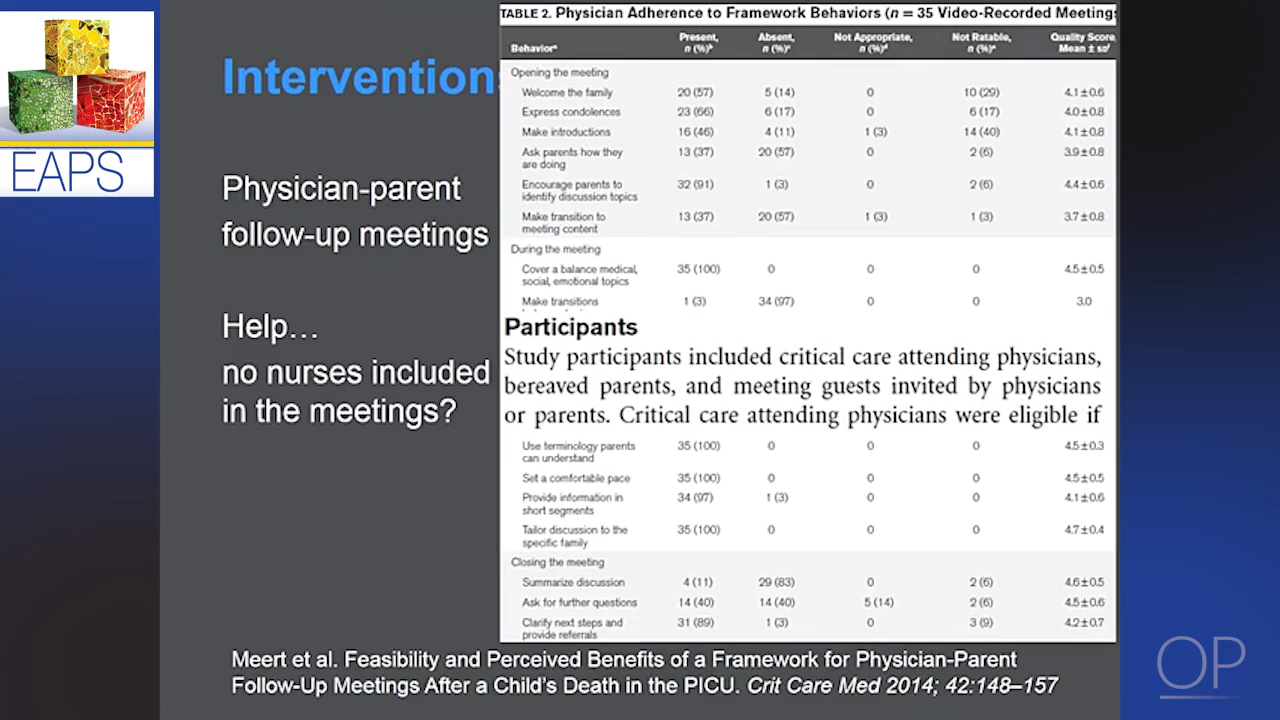 EAPS
Interventions
Physician-parent
follow-up meetings
Help...
no nurses included
in the meetings?
TABLE 2. Physician Adherence to Framework Behaviors (n = 35 Video-Recorded Meetings
Behaviorᵃ Present, n (%)ᵇ Absent, n (%)ᶜ Not Appropriate, n (%)ᵈ Not Ratable, n (%)ᵉ Quality Score, Mean ± SDᶠ
Opening the meeting
Welcome the family 20 (57) 5 (14) 0 10 (29) 4.1±0.6
Express condolences 23 (66) 6 (17) 0 6 (17) 4.0±0.8
Make introductions 16 (46) 4 (11) 1 (3) 14 (40) 4.1±0.8
Ask parents how they 13 (37) 20 (57) 0 2 (6) 3.9±0.8
are doing
Encourage parents to 32 (91) 1 (3) 0 2 (6) 4.4±0.6
identify discussion topics
Make transition to 13 (37) 20 (57) 1 (3) 1 (3) 3.7±0.8
meeting content
During the meeting
Cover a balance medical, 35 (100) 0 0 0 4.5±0.5
social, emotional topics
Make transitions 1 (3) 34 (97) 0 0 3.0
Participants
Study participants included critical care attending physicians,
bereaved parents, and meeting guests invited by physicians
or parents. Critical care attending physicians were eligible if
Use terminology parents 35 (100) 0 0 0 4.5±0.3
can understand
Set a comfortable pace 35 (100) 0 0 0 4.5±0.5
Provide information in 34 (97) 1 (3) 0 0 4.1±0.6
short segments
Tailor discussion to the 35 (100) 0 0 0 4.7±0.4
specific family
Closing the meeting
Summarize discussion 4 (11) 29 (83) 0 2 (6) 4.6±0.5
Ask for further questions 14 (40) 14 (40) 5 (14) 2 (6) 4.5±0.6
Clarify next steps and 31 (89) 1 (3) 0 3 (9) 4.2±0.7
provide referrals
Meert et al. Feasibility and Perceived Benefits of a Framework for Physician-Parent
Follow-Up Meetings After a Child's Death in the PICU. Crit Care Med 2014; 42:148–157
OP